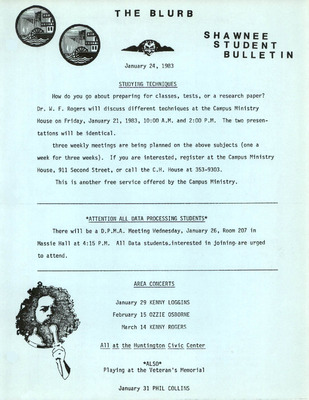 THE BLURB
SHAWNEE
STUDENT
BULLETIN
January 24, 1983
STUDYING TECHNIQUES
How do you go about preparing for classes, tests, or a research paper?
Dr. W. F. Rogers will discuss different techniques at the Campus Ministry
House on Friday, January 21, 1983, 10:00 A.M. and 2:00 P.M. The two presen-
tations will be identical.
three weekly meetings are being planned on the above subjects (one a
week for three weeks). If you are interested, register at the Campus Ministry
House, 911 Second Street, or call the C.H. House at 353-9303.
This is another free service offered by the Campus Ministry.
*ATTENTION ALL DATA PROCESSING STUDENTS*
There will be a D.P.M.A. Meeting Wednesday, January 26, Room 207 in
Massie Hall at 4:15 P.M. All Data students interested in joining are urged
to attend.
AREA CONCERTS
January 29 KENNY LOGGINS
February 15 OZZIE OSBORNE
March 14 KENNY ROGERS
All at the Huntington Civic Center
*ALSO*
Playing at the Veteran's Memorial
January 31 PHIL COLLINS